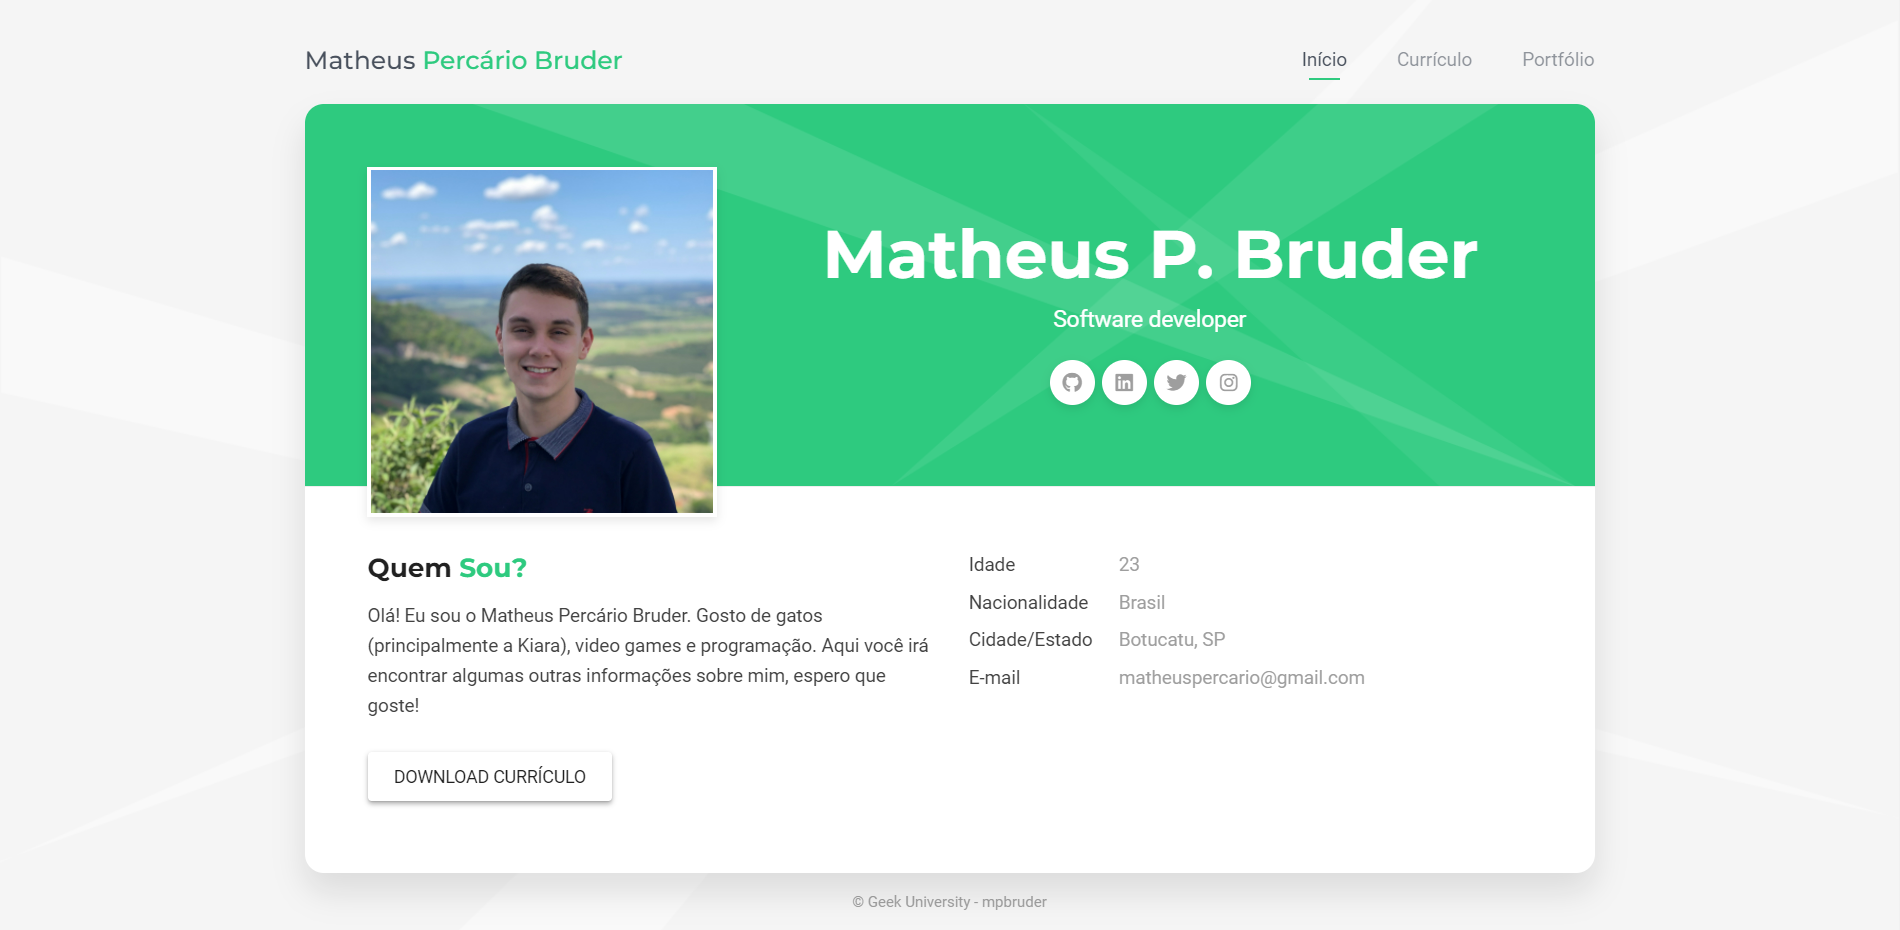 Matheus Percário Bruder
Início Currículo Portfólio
Matheus P. Bruder
Software developer
Quem Sou?
Olá! Eu sou o Matheus Percário Bruder. Gosto de gatos
(principalmente a Kiara), video games e programação. Aqui você irá
encontrar algumas outras informações sobre mim, espero que
goste!
DOWNLOAD CURRÍCULO
Idade 23
Nacionalidade Brasil
Cidade/Estado Botucatu, SP
E-mail matheuspercario@gmail.com
© Geek University - mpbruder